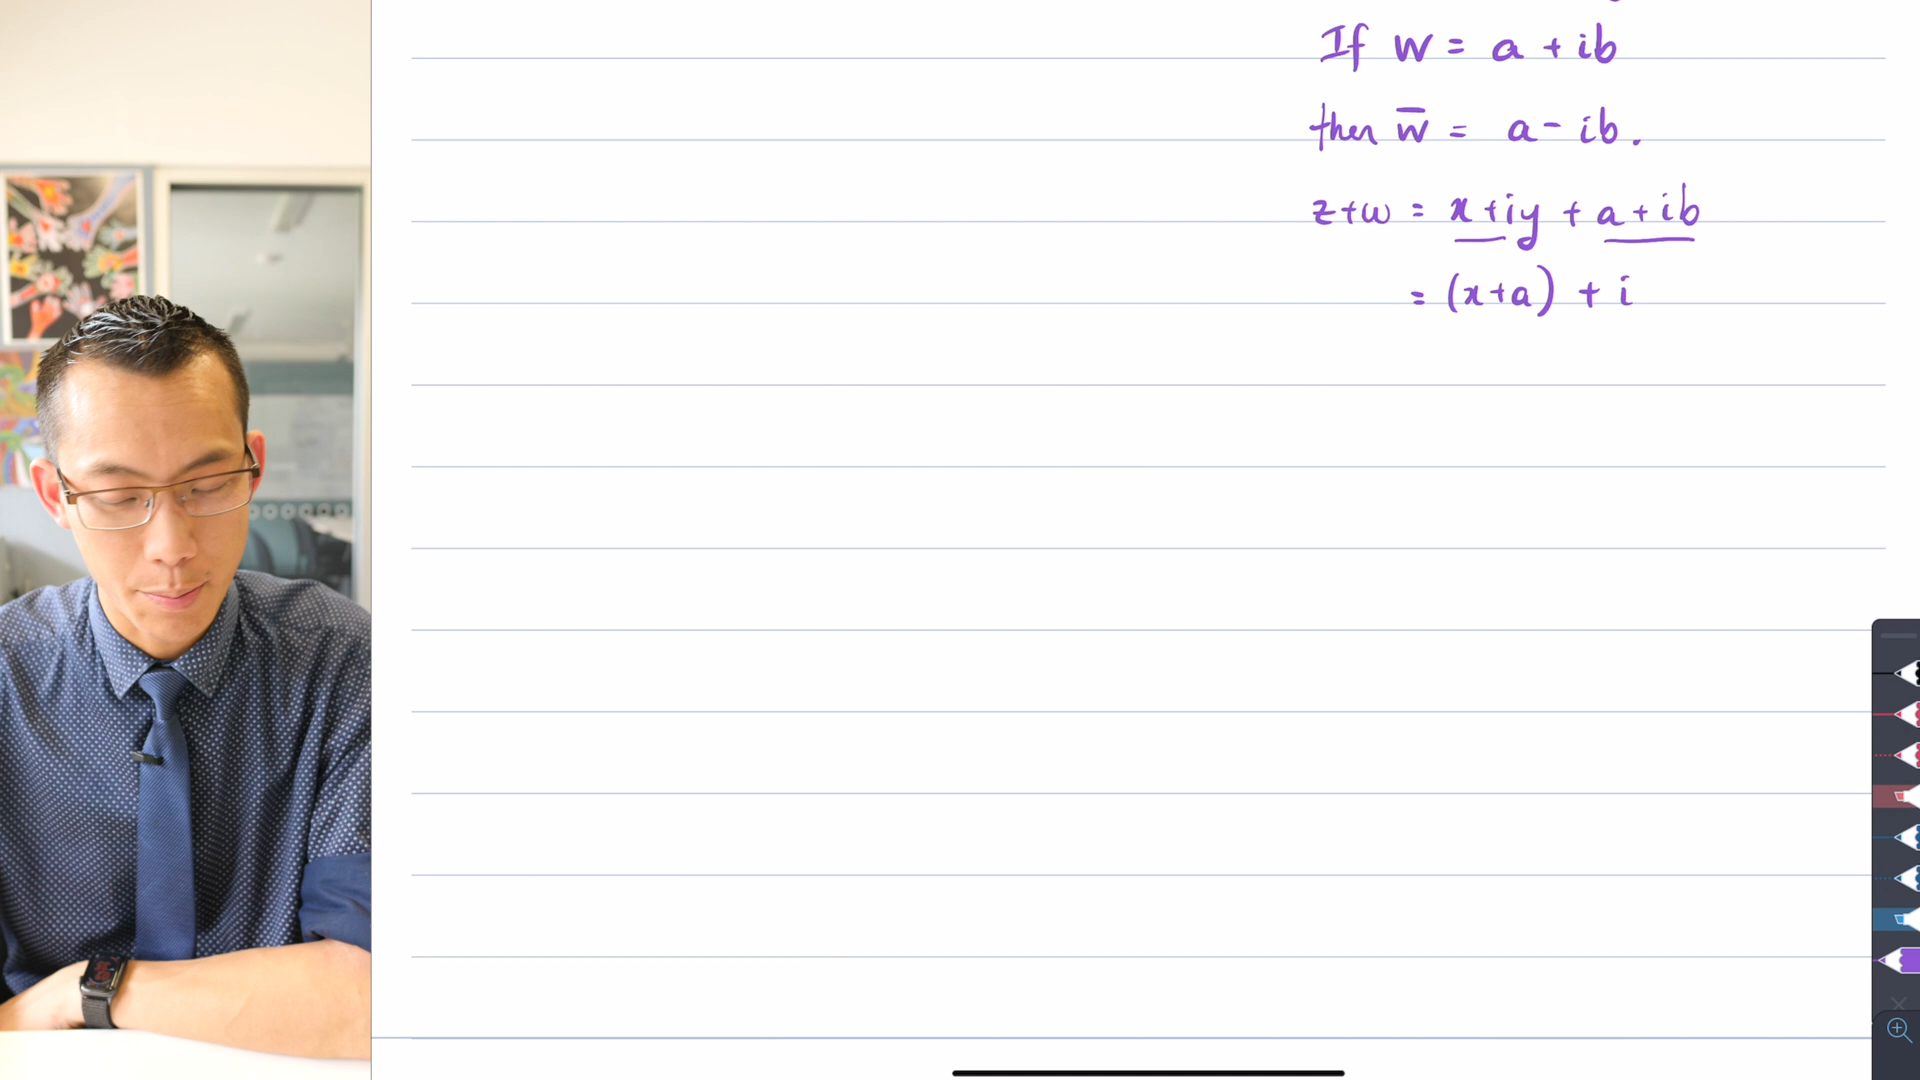 If w = a + ib
then w̅ = a - ib.
z+w = x+iy + a+ib
= (x+a) + i